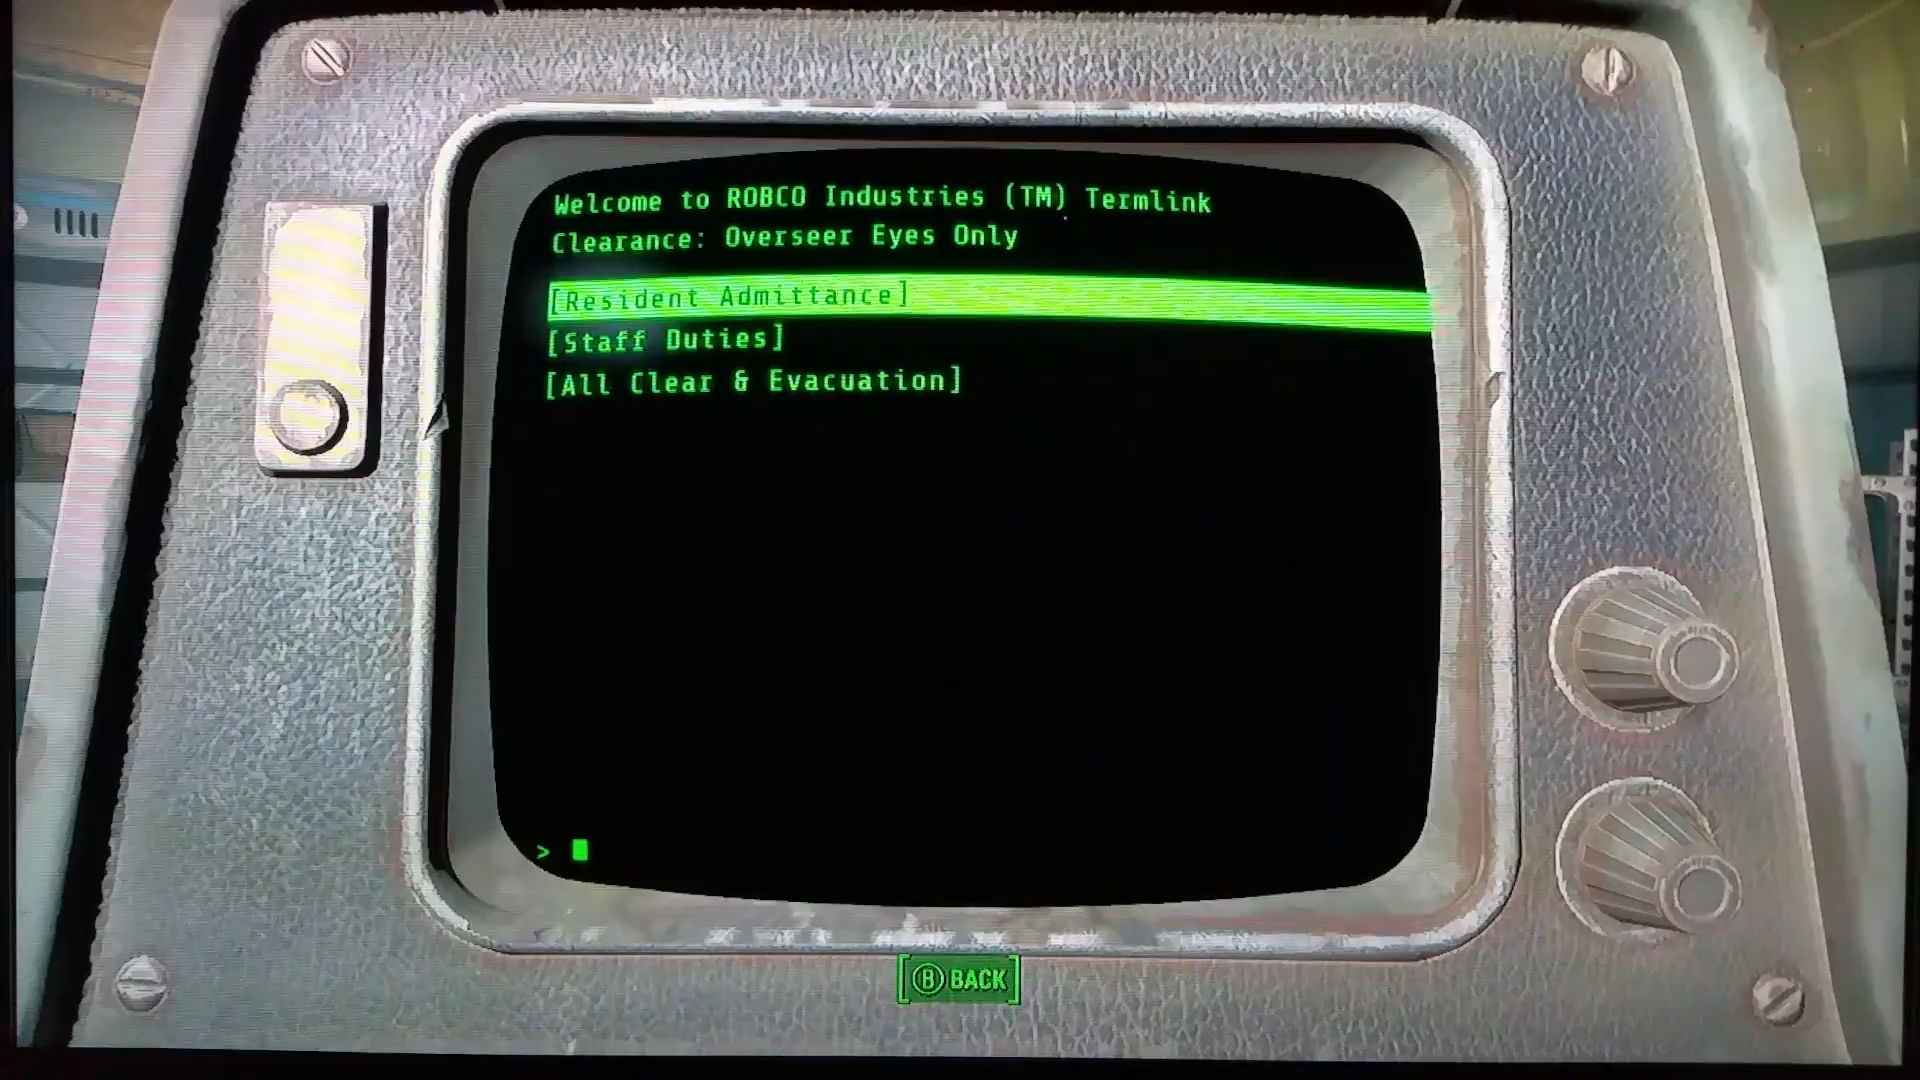 Welcome to ROBCO Industries (TM) Termlink
Clearance: Overseer Eyes Only
[Resident Admittance]
[Staff Duties]
[All Clear & Evacuation]
>
[Ⓑ BACK]